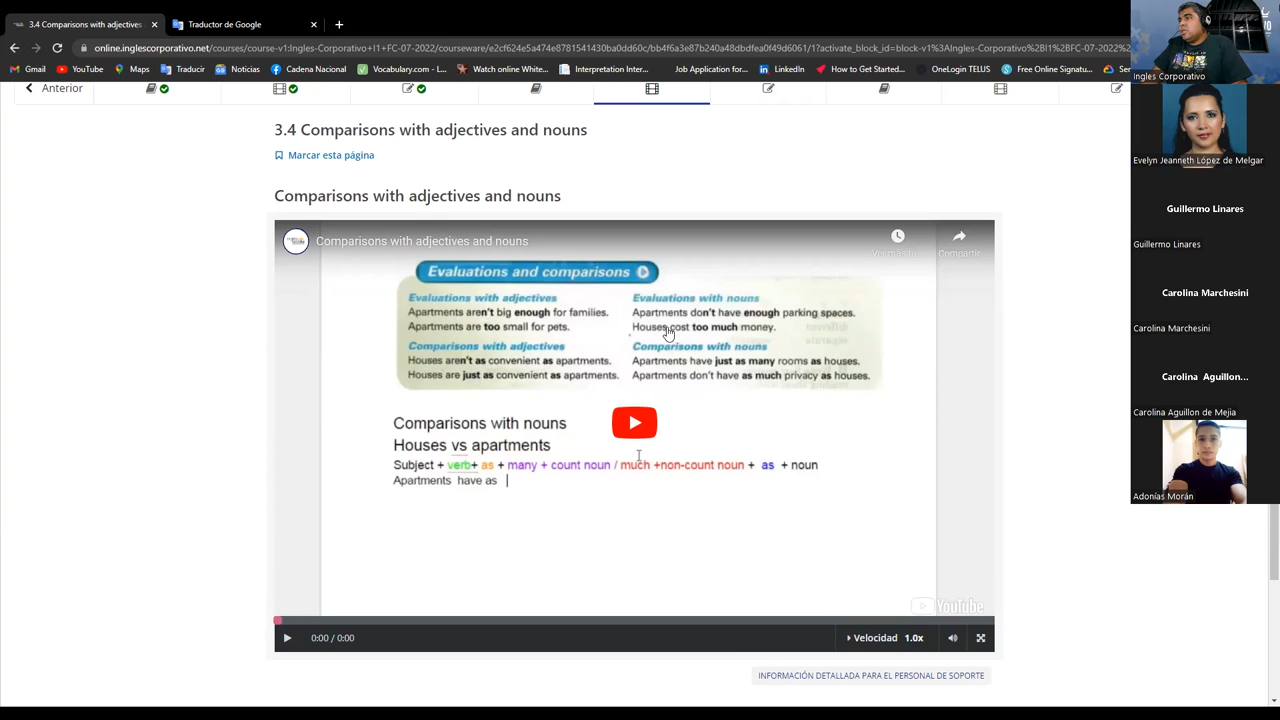 3.4 Comparisons with adjectives
Traductor de Google
online.inglescorporativo.net/courses/course-v1:Ingles-Corporativo+I1+FC-07-2022/courseware/e2cf624e5a474e8781541430ba0dd60c/bb4f6a3e87b240a48dbdfea0f49d6061/1?activate_block_id=block-v1%3AIngles-Corporativo%2BI1%2BFC-07-2022%2B
Gmail
YouTube
Maps
Traducir
Noticias
Cadena Nacional
Vocabulary.com - L...
Watch online White...
Interpretation Inter...
Job Application for...
LinkedIn
How to Get Started...
OneLogin TELUS
Free Online Signatu...
Anterior
3.4 Comparisons with adjectives and nouns
Marcar esta página
Comparisons with adjectives and nouns
Comparisons with adjectives and nouns
Compartir
Evaluations and comparisons
Evaluations with adjectives
Apartments aren't big enough for families.
Apartments are too small for pets.
Comparisons with adjectives
Houses aren't as convenient as apartments.
Houses are just as convenient as apartments.
Evaluations with nouns
Apartments don't have enough parking spaces.
Houses cost too much money.
Comparisons with nouns
Apartments have just as many rooms as houses.
Apartments don't have as much privacy as houses.
Comparisons with nouns
Houses vs apartments
Subject + verb+ as + many + count noun / much +non-count noun + as + noun
Apartments have as
YouTube
0:00 / 0:00
Velocidad 1.0x
INFORMACIÓN DETALLADA PARA EL PERSONAL DE SOPORTE
Ingles Corporativo
Evelyn Jeanneth López de Melgar
Guillermo Linares
Guillermo Linares
Carolina Marchesini
Carolina Marchesini
Carolina Aguillon...
Carolina Aguillon de Mejia
Adonías Morán